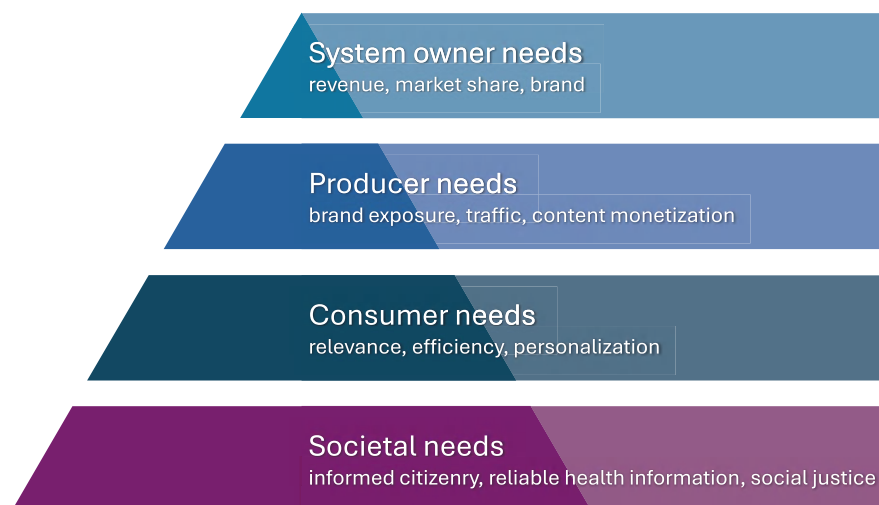 System owner needs
revenue, market share, brand
Producer needs
brand exposure, traffic, content monetization
Consumer needs
relevance, efficiency, personalization
Societal needs
informed citizenry, reliable health information, social justice